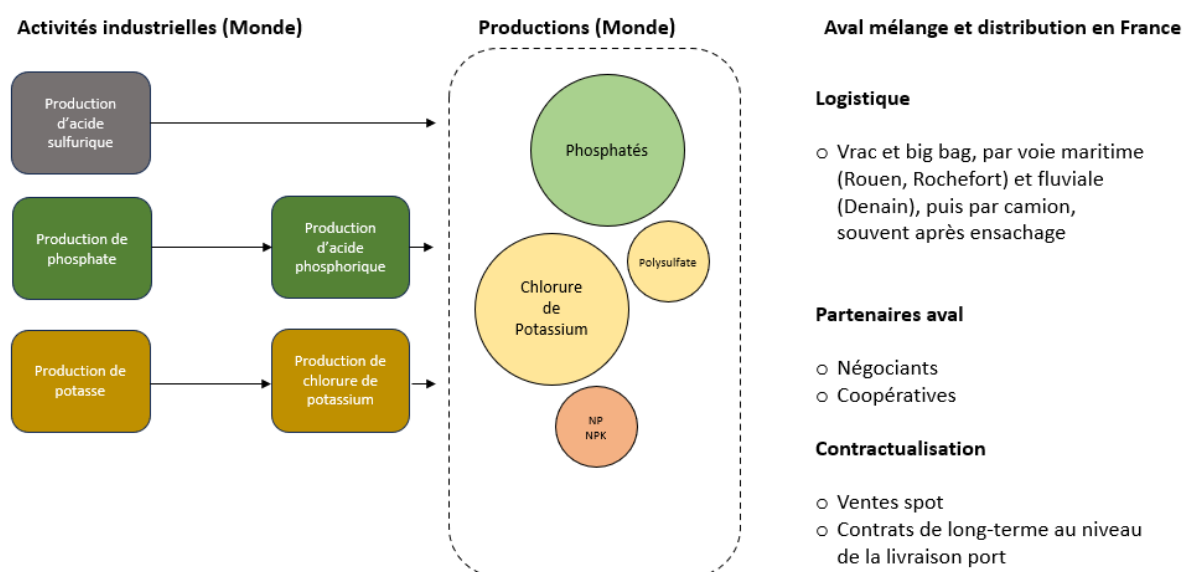 Activités industrielles (Monde)
Productions (Monde)
Aval mélange et distribution en France
Production
d'acide
sulfurique
Production de
phosphate
Production
d'acide
phosphorique
Production de
potasse
Production de
chlorure de
potassium
Phosphatés
Polysulfate
Chlorure
de
Potassium
NP
NPK
Logistique
o Vrac et big bag, par voie maritime
(Rouen, Rochefort) et fluviale
(Denain), puis par camion,
souvent après ensachage
Partenaires aval
o Négociants
o Coopératives
Contractualisation
o Ventes spot
o Contrats de long-terme au niveau
de la livraison port